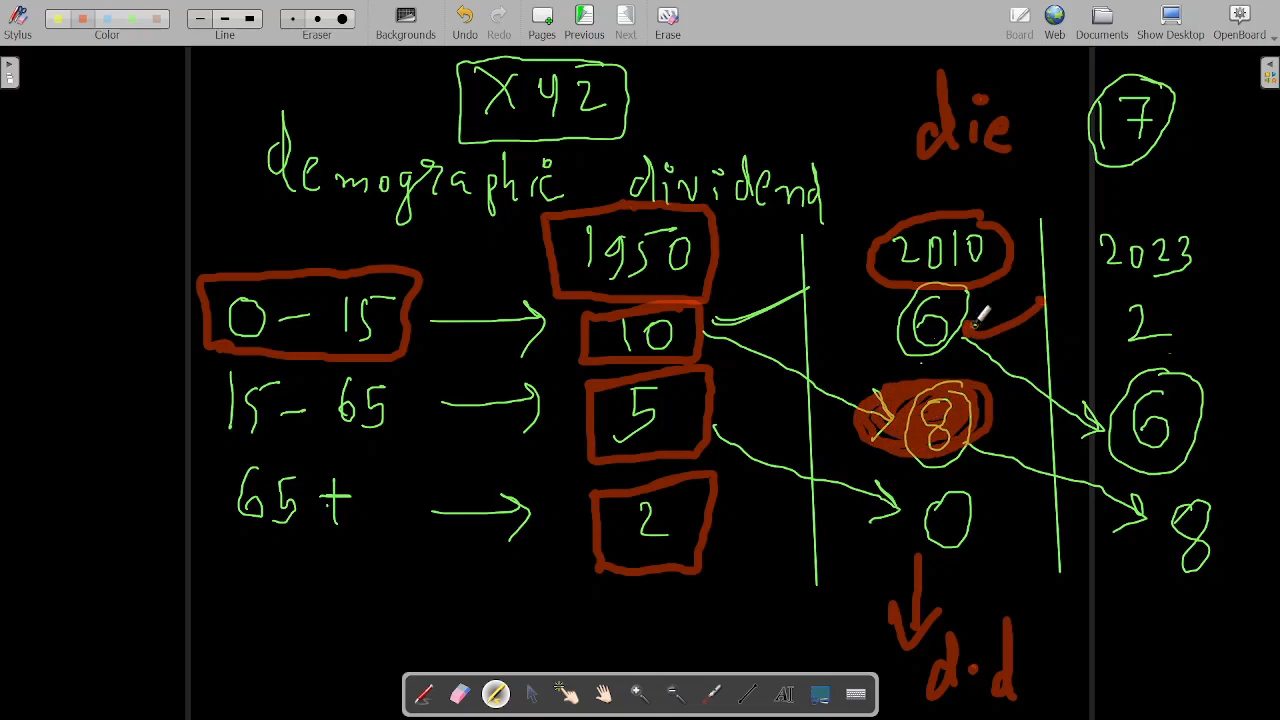 Stylus Color Line Eraser Backgrounds Undo Redo Pages Previous Next Erase Board Web Documents Show Desktop OpenBoard
X Y Z
die
17
demographic dividend
1950 2010 2023
0 - 15 10 6 2
15 - 65 5 8 6
65 + 2 0 8
d.d
AI